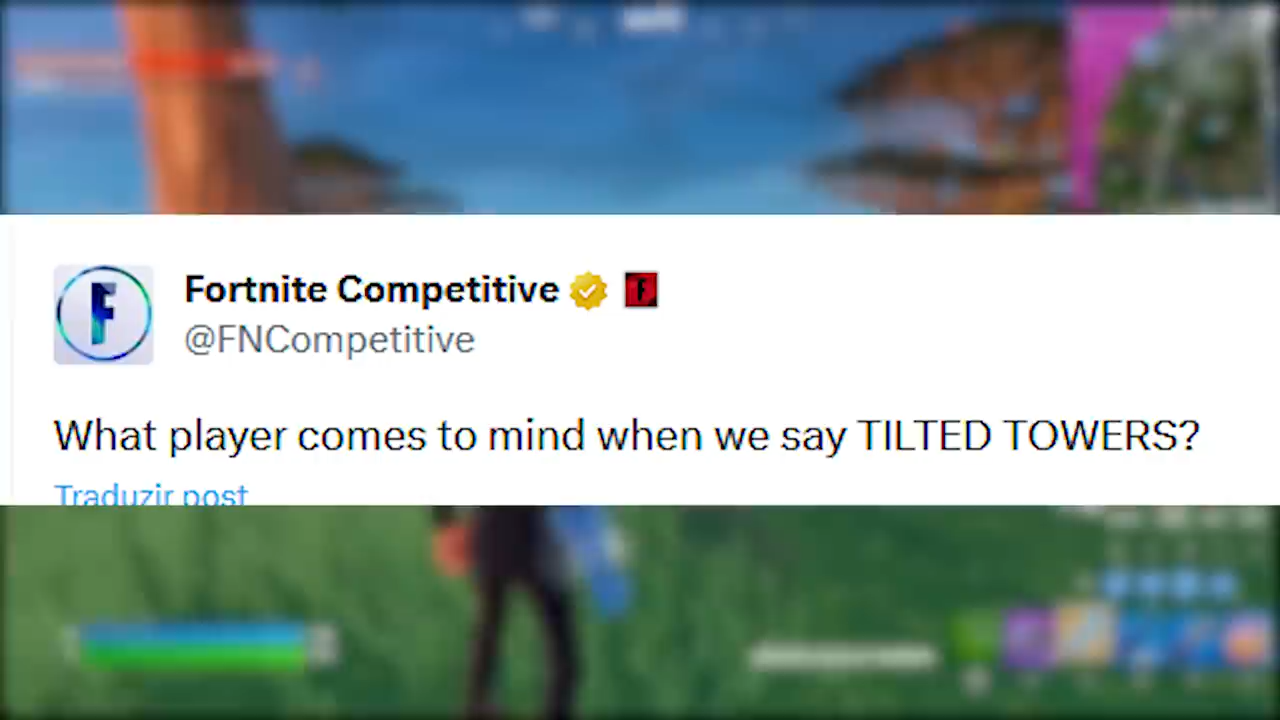 Fortnite Competitive
@FNCompetitive
What player comes to mind when we say TILTED TOWERS?
Traduzir post